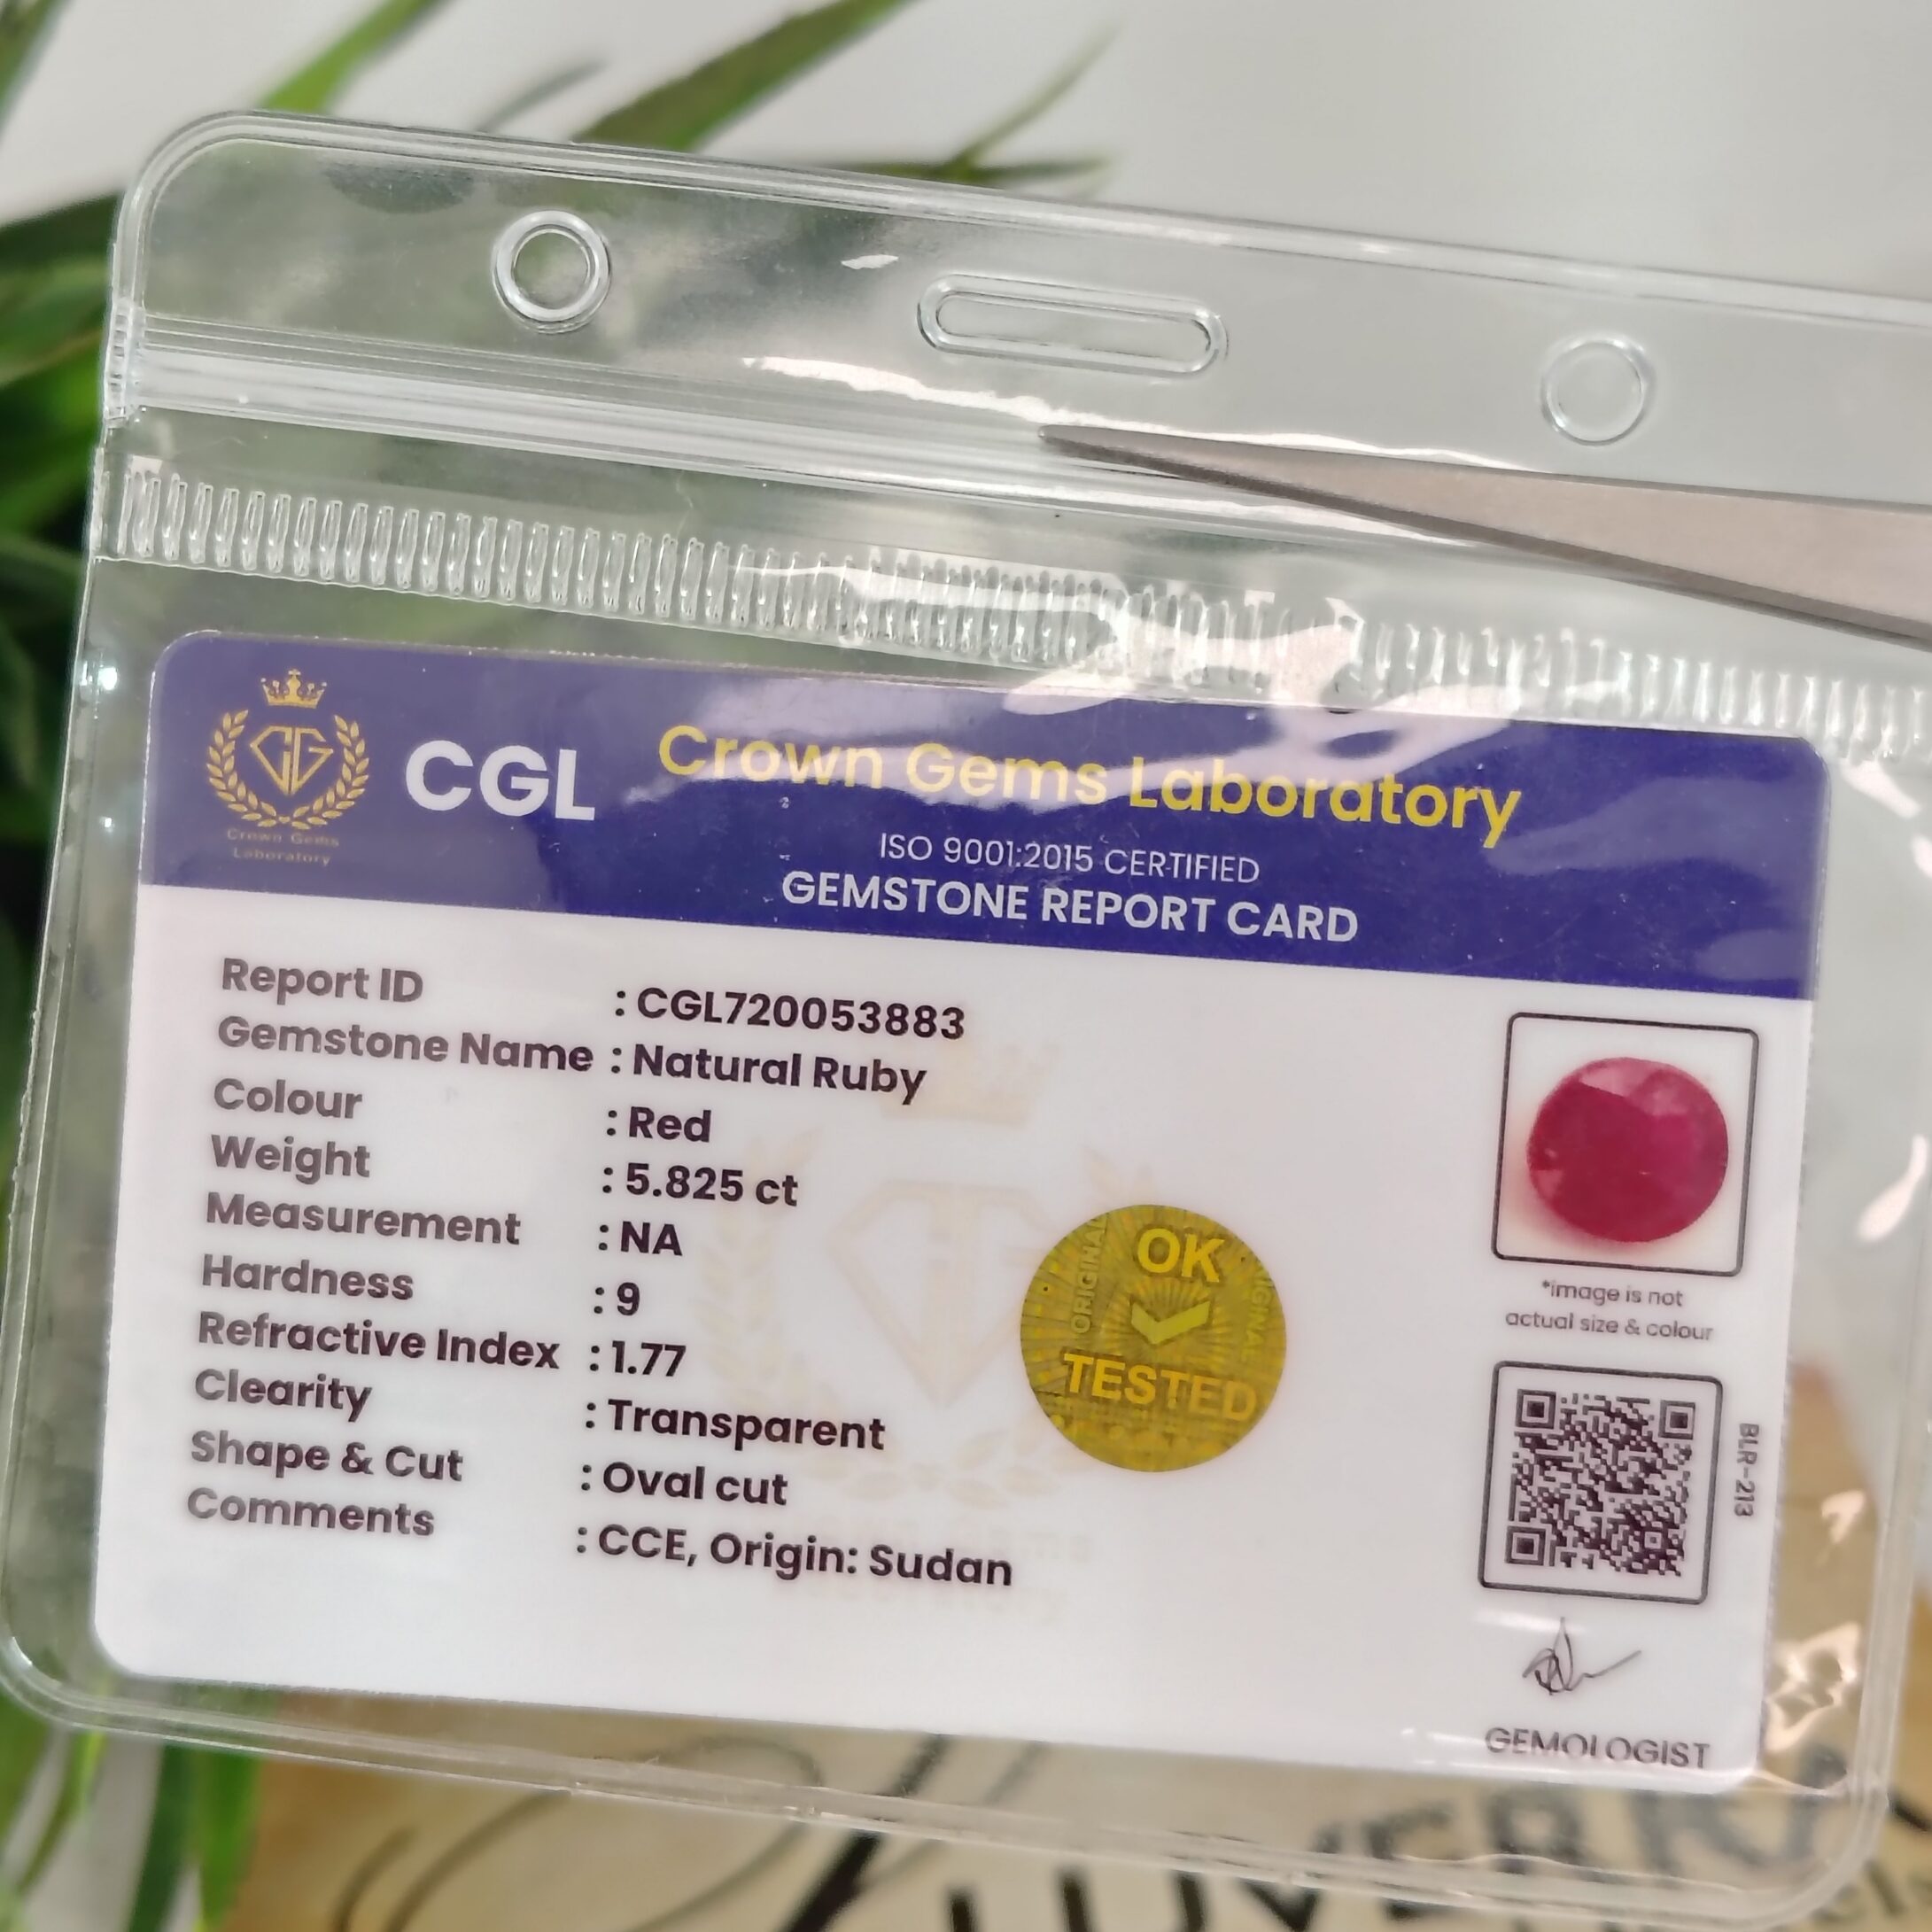 CGL
Crown Gems Laboratory
Crown Gems
Laboratory
ISO 9001:2015 CERTIFIED
GEMSTONE REPORT CARD
Report ID : CGL720053883
Gemstone Name : Natural Ruby
Colour : Red
Weight : 5.825 ct
Measurement : NA
Hardness : 9
Refractive Index : 1.77
Clearity : Transparent
Shape & Cut : Oval cut
Comments : CCE, Origin: Sudan
ORIGINAL
OK
TESTED
*image is not
actual size & colour
BLR-213
GEMOLOGIST